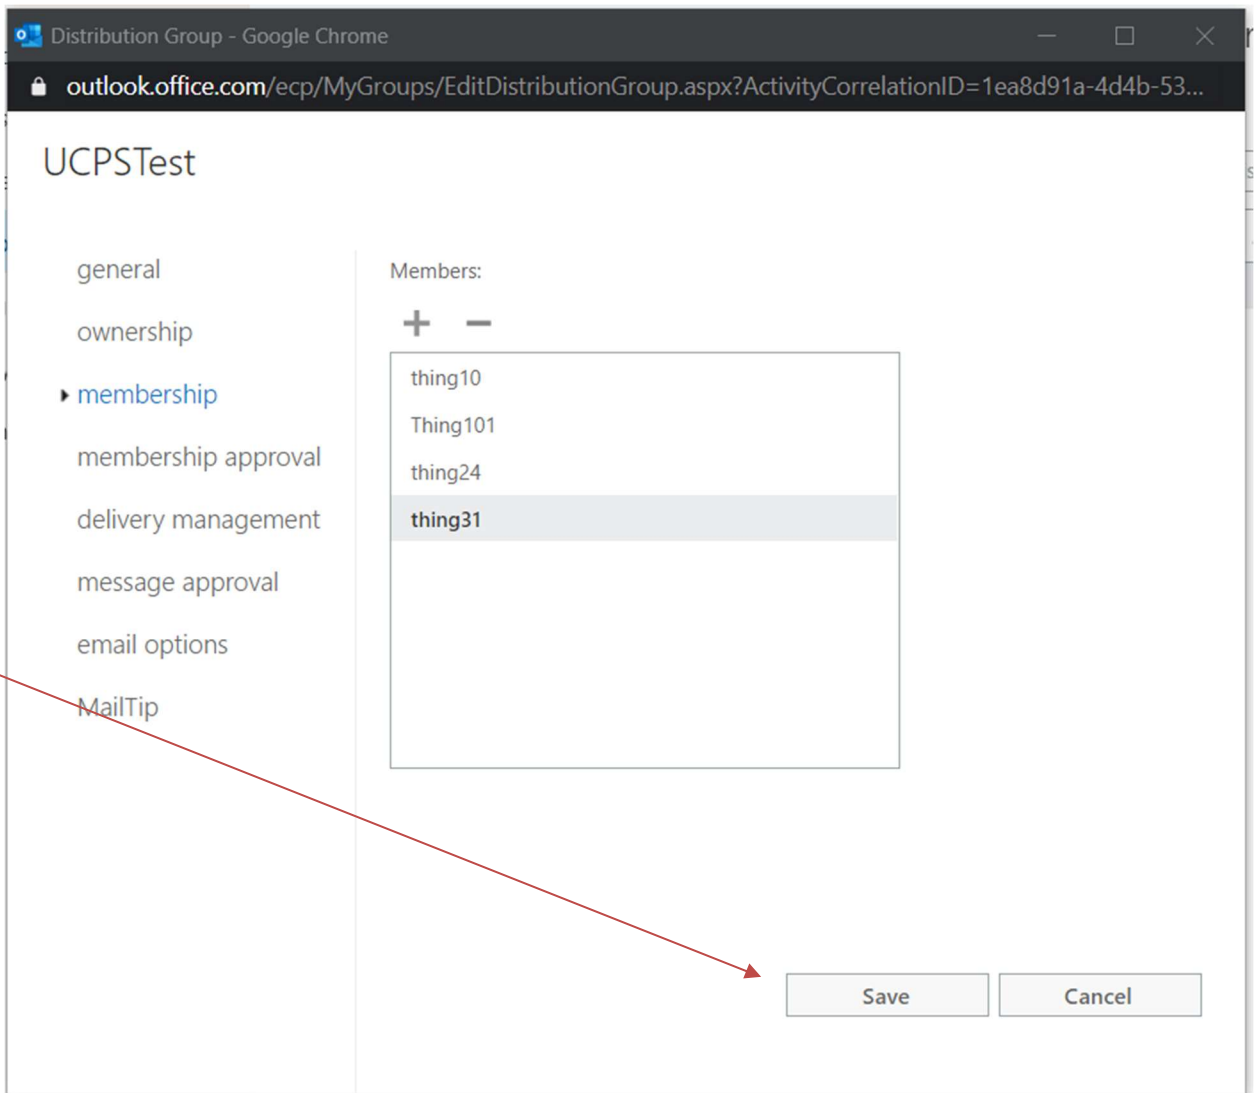 Distribution Group - Google Chrome
outlook.office.com/ecp/MyGroups/EditDistributionGroup.aspx?ActivityCorrelationID=1ea8d91a-4d4b-53...
UCPSTest
general
ownership
membership
membership approval
delivery management
message approval
email options
MailTip
Members:
thing10
Thing101
thing24
thing31
Save
Cancel